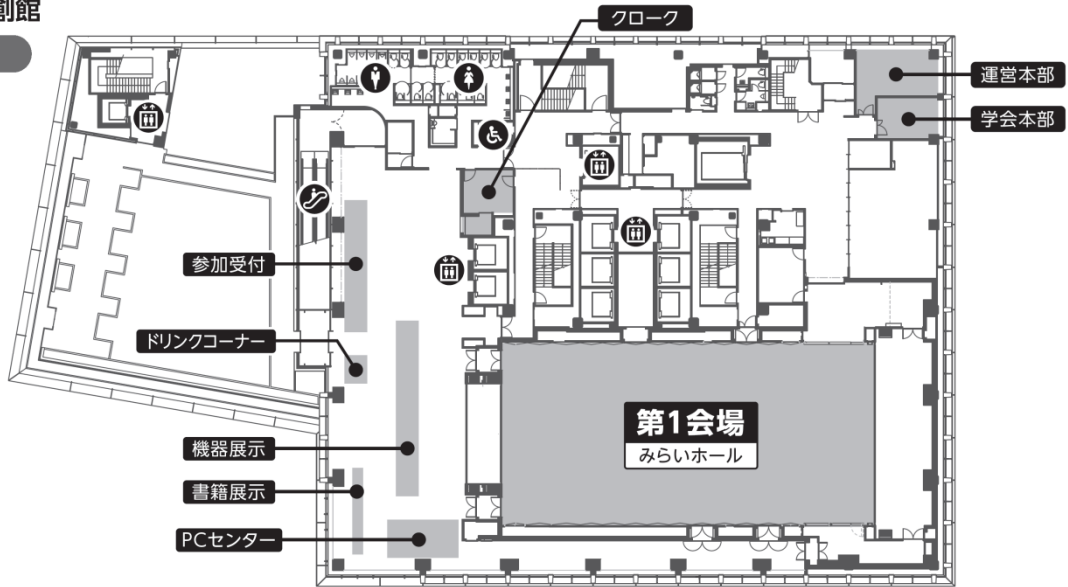 創館
クローク
運営本部
学会本部
参加受付
ドリンクコーナー
機器展示
書籍展示
PCセンター
第1会場
みらいホール